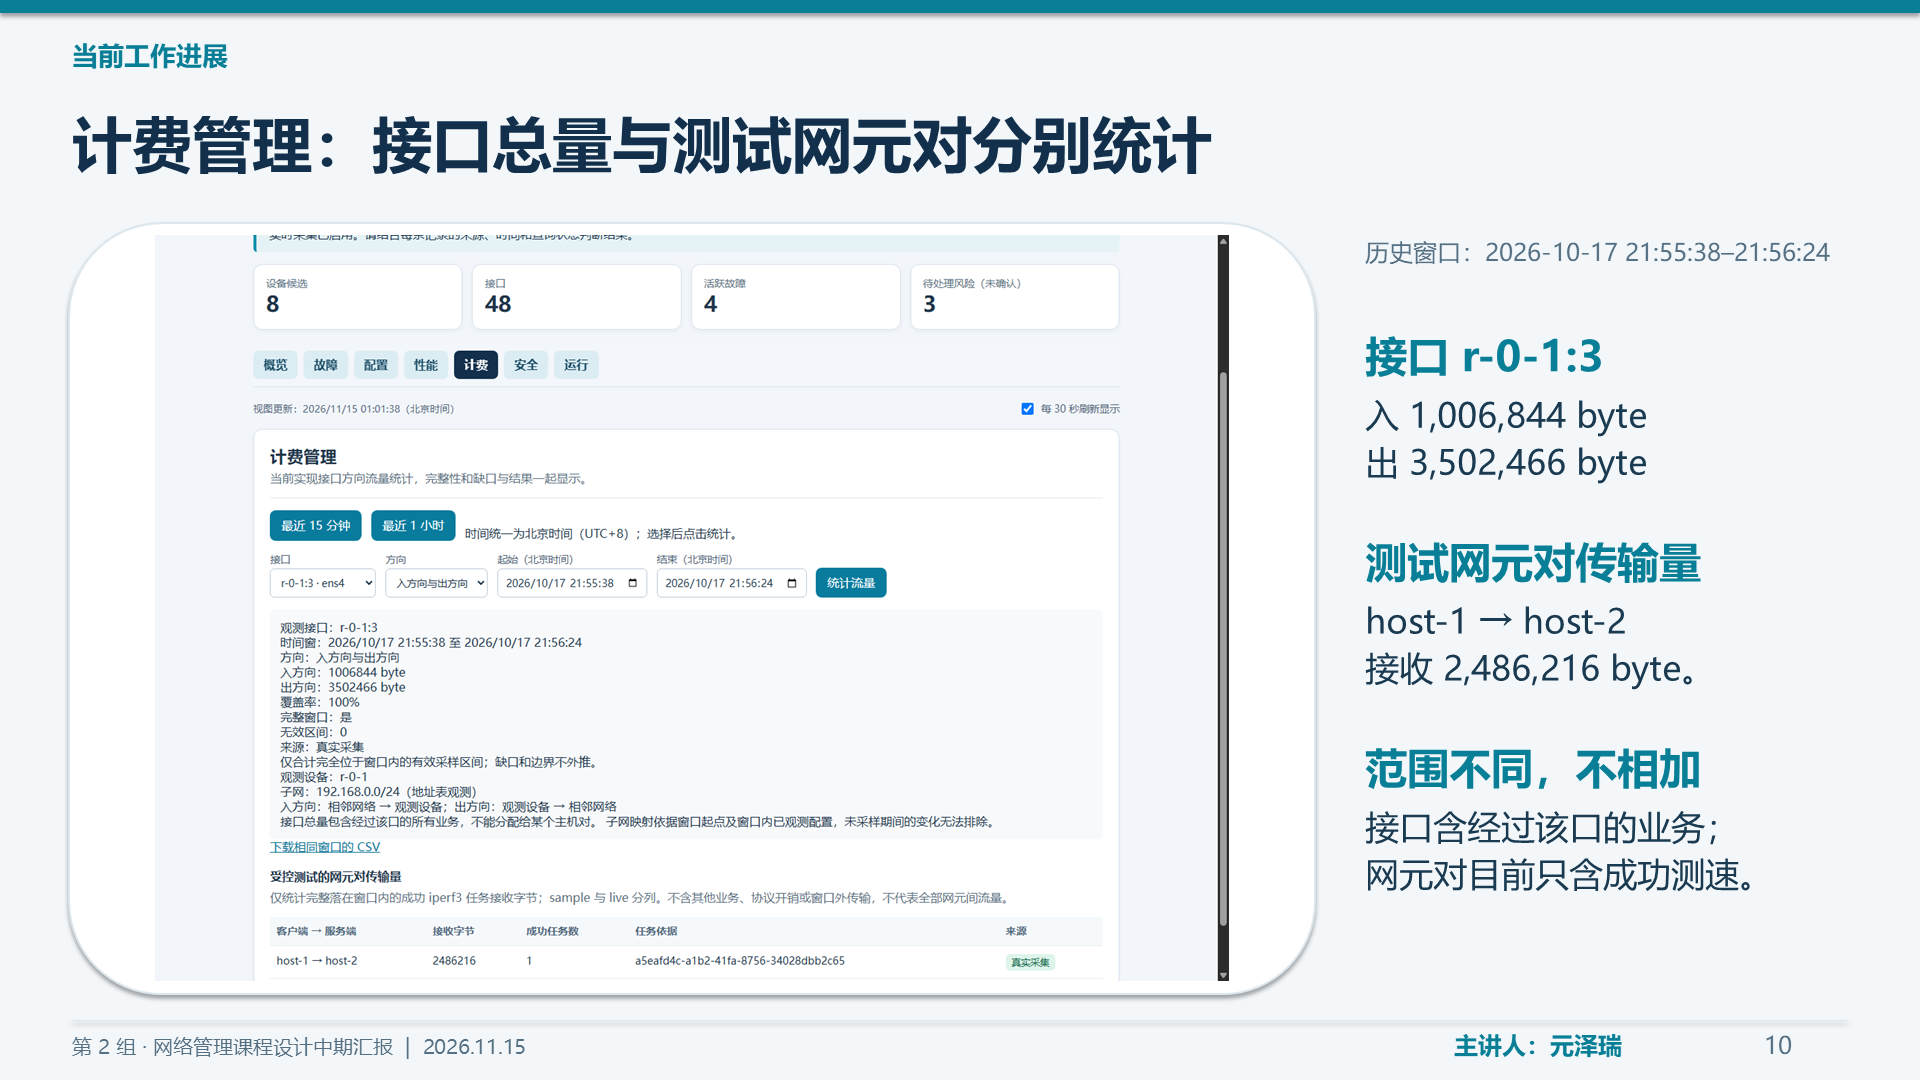 当前工作进展
计费管理：接口总量与测试网元对分别统计
设备候选
8
接口
48
活跃故障
4
待处理风险（未确认）
3
概览 故障 配置 性能 计费 安全 运行
视图更新：2026/11/15 01:01:38（北京时间）
每 30 秒刷新显示
计费管理
当前实现接口方向流量统计，完整性和缺口与结果一起显示。
最近 15 分钟 最近 1 小时 时间统一为北京时间（UTC+8）；选择后点击统计。
接口 方向 起始（北京时间） 结束（北京时间）
r-0-1:3 · ens4 入方向与出方向 2026/10/17 21:55:38 2026/10/17 21:56:24 统计流量
观测接口：r-0-1:3
时间窗：2026/10/17 21:55:38 至 2026/10/17 21:56:24
方向：入方向与出方向
入方向：1006844 byte
出方向：3502466 byte
覆盖率：100%
完整窗口：是
无效区间：0
来源：真实采集
仅合计完全位于窗口内的有效采样区间；缺口和边界不外推。
观测设备：r-0-1
子网：192.168.0.0/24（地址表观测）
入方向：相邻网络 → 观测设备；出方向：观测设备 → 相邻网络
接口总量包含经过该口的所有业务，不能分配给某个主机对。 子网映射依据窗口起点及窗口内已观测配置，未采样期间的变化无法排除。
下载相同窗口的 CSV
受控测试的网元对传输量
仅统计完整落在窗口内的成功 iperf3 任务接收字节；sample 与 live 分列。不含其他业务、协议开销或窗口外传输，不代表全部网元间流量。
客户端 → 服务端 接收字节 成功任务数 任务依据 来源
host-1 → host-2 2486216 1 a5eafd4c-a1b2-41fa-8756-34028dbb2c65 真实采集
历史窗口：2026-10-17 21:55:38–21:56:24
接口 r-0-1:3
入 1,006,844 byte
出 3,502,466 byte
测试网元对传输量
host-1 → host-2
接收 2,486,216 byte。
范围不同，不相加
接口含经过该口的业务；
网元对目前只含成功测速。
第 2 组 · 网络管理课程设计中期汇报 | 2026.11.15
主讲人：元泽瑞
10